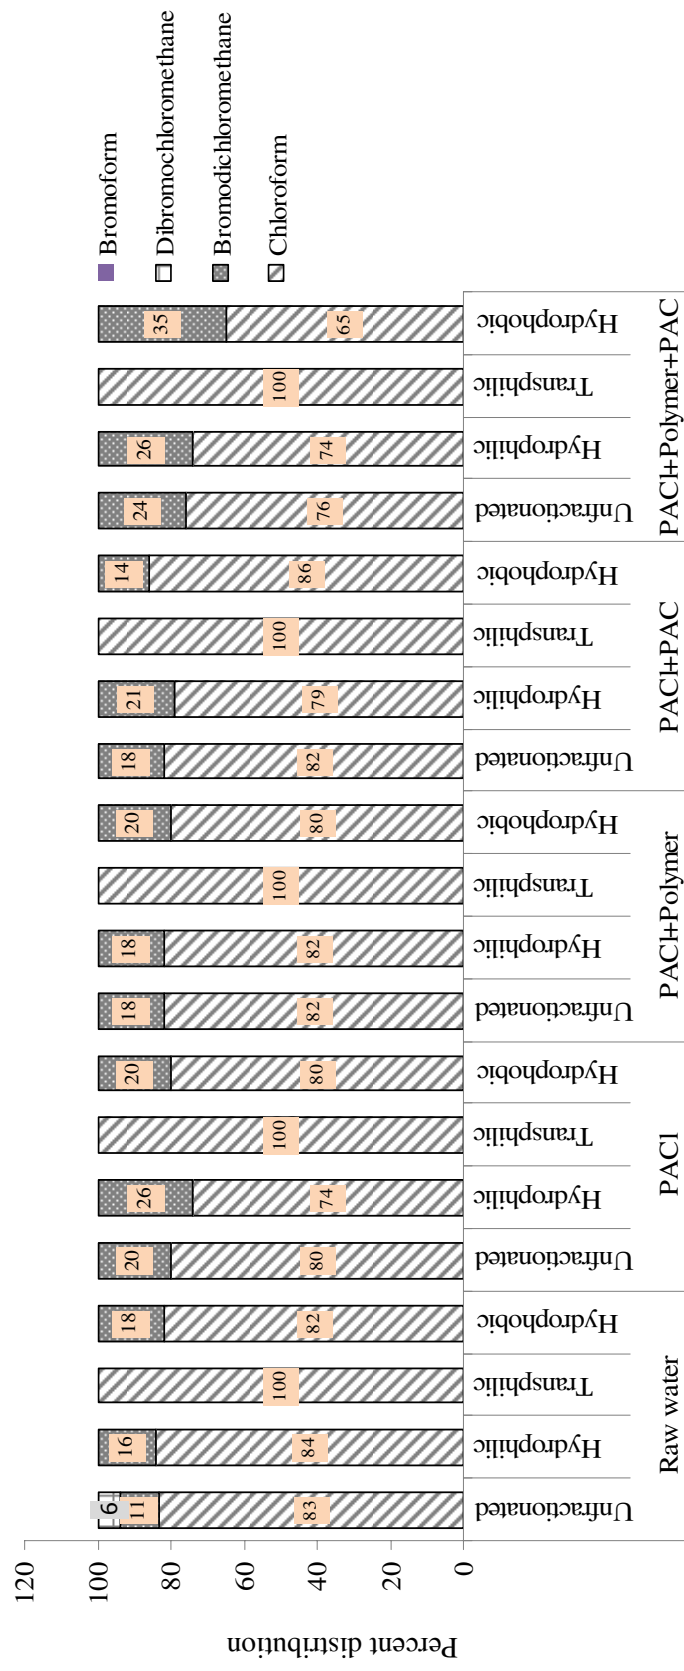 Bromoform
Dibromochloromethane
Bromodichloromethane
Chloroform
Percent distribution
120
100
80
60
40
20
0
6
11
83
16
84
100
18
82
20
80
26
74
100
20
80
18
82
18
82
100
20
80
18
82
21
79
100
14
86
24
76
26
74
100
35
65
Unfractionated
Hydrophilic
Transphilic
Hydrophobic
Unfractionated
Hydrophilic
Transphilic
Hydrophobic
Unfractionated
Hydrophilic
Transphilic
Hydrophobic
Unfractionated
Hydrophilic
Transphilic
Hydrophobic
Unfractionated
Hydrophilic
Transphilic
Hydrophobic
Raw water
PACl
PACl+Polymer
PACl+PAC
PACl+Polymer+PAC